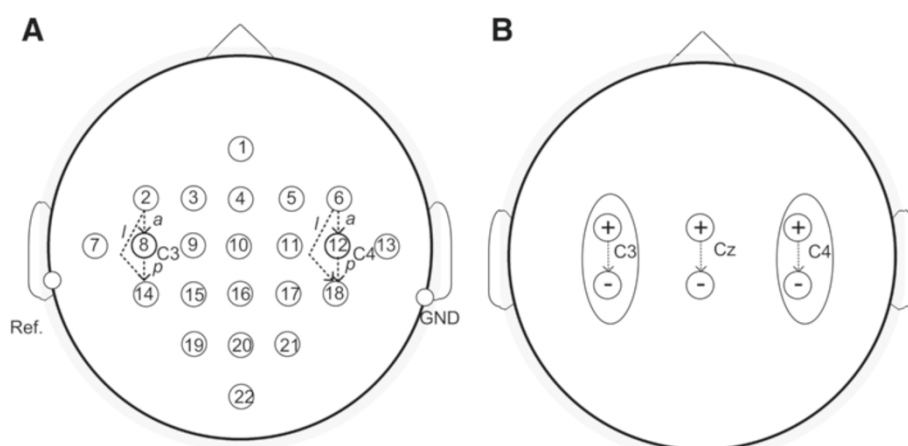 A
B
1
2 3 4 5 6
l a l a
7 8 C3 9 10 11 12 C4 13
p p
14 15 16 17 18
Ref.
GND
19 20 21
22
+ + +
C3 Cz C4
- - -